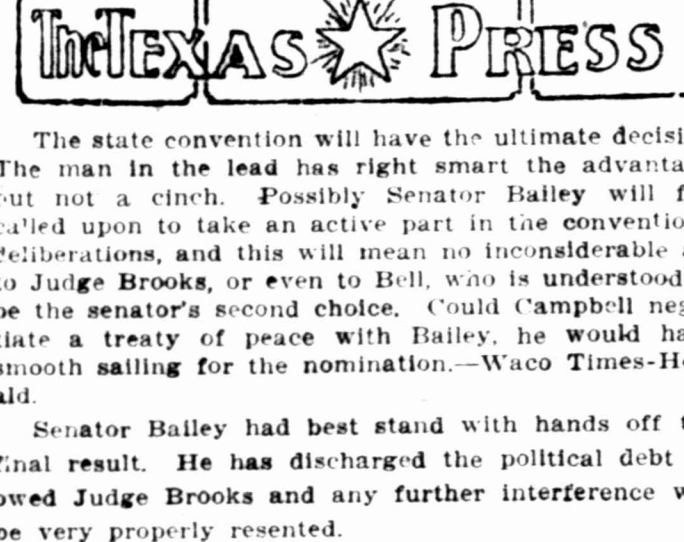 The TEXAS PRESS
The state convention will have the ultimate decisi
The man in the lead has right smart the advanta
but not a cinch. Possibly Senator Bailey will f
called upon to take an active part in the conventio
deliberations, and this will mean no inconsiderable a
to Judge Brooks, or even to Bell, who is understood
be the senator's second choice. Could Campbell neg
tiate a treaty of peace with Bailey, he would ha
smooth sailing for the nomination.—Waco Times-He
ald.
Senator Bailey had best stand with hands off t
final result. He has discharged the political debt
owed Judge Brooks and any further interference w
be very properly resented.